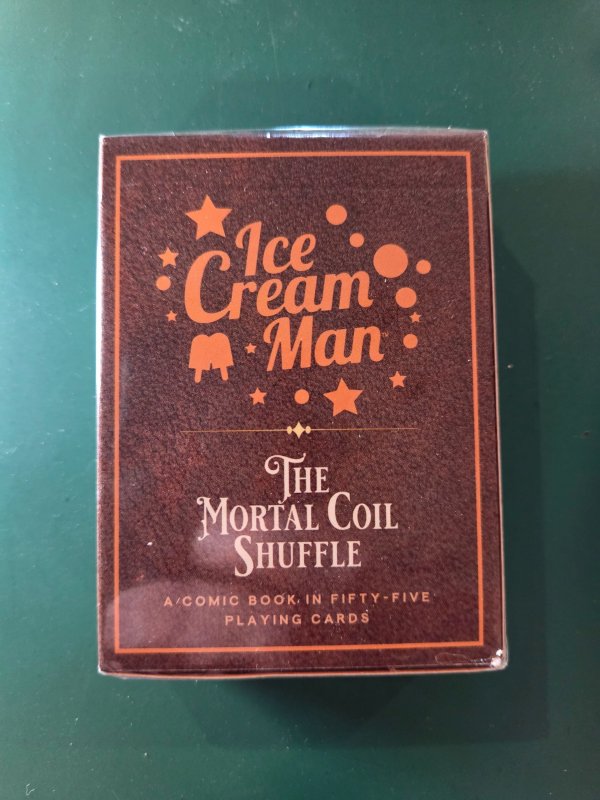 Ice
Cream
Man
The
Mortal Coil
Shuffle
A COMIC BOOK IN FIFTY-FIVE
PLAYING CARDS